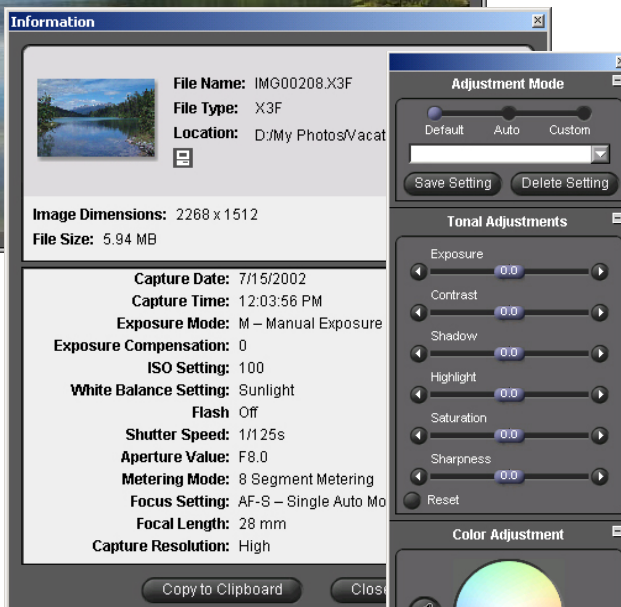 Information
File Name: IMG00208.X3F
File Type: X3F
Location: D:/My Photos/Vacat
Image Dimensions: 2268 x 1512
File Size: 5.94 MB
Capture Date: 7/15/2002
Capture Time: 12:03:56 PM
Exposure Mode: M – Manual Exposure
Exposure Compensation: 0
ISO Setting: 100
White Balance Setting: Sunlight
Flash Off
Shutter Speed: 1/125s
Aperture Value: F8.0
Metering Mode: 8 Segment Metering
Focus Setting: AF-S – Single Auto Mo
Focal Length: 28 mm
Capture Resolution: High
Copy to Clipboard Close
Adjustment Mode
Default Auto Custom
Save Setting Delete Setting
Tonal Adjustments
Exposure
0.0
Contrast
0.0
Shadow
0.0
Highlight
0.0
Saturation
0.0
Sharpness
0.0
Reset
Color Adjustment